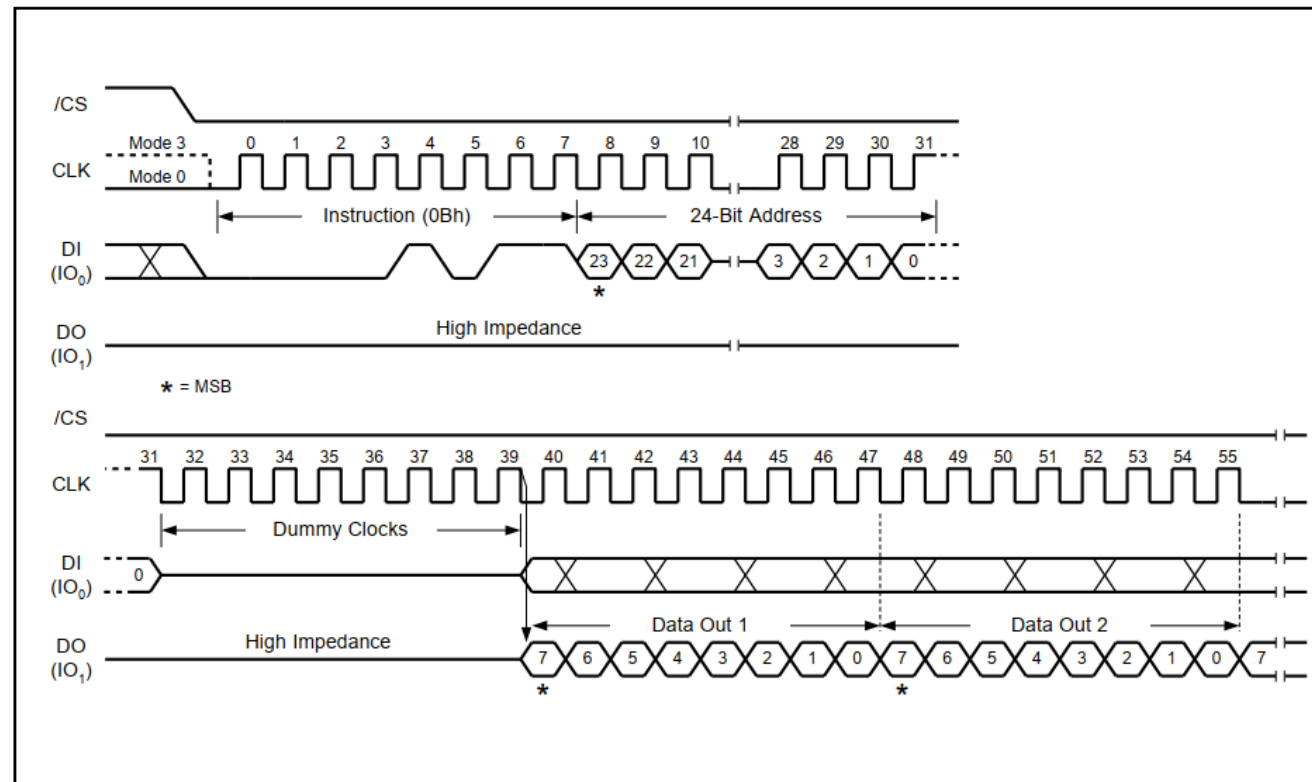 /CS
Mode 3 0 1 2 3 4 5 6 7 8 9 10 28 29 30 31
CLK
Mode 0
Instruction (0Bh) 24-Bit Address
DI
(IO0)
23 22 21 3 2 1 0
*
High Impedance
DO
(IO1)
* = MSB
/CS
31 32 33 34 35 36 37 38 39 40 41 42 43 44 45 46 47 48 49 50 51 52 53 54 55
CLK
Dummy Clocks
DI
(IO0)
0
Data Out 1 Data Out 2
High Impedance
DO
(IO1)
7 6 5 4 3 2 1 0 7 6 5 4 3 2 1 0 7
* *